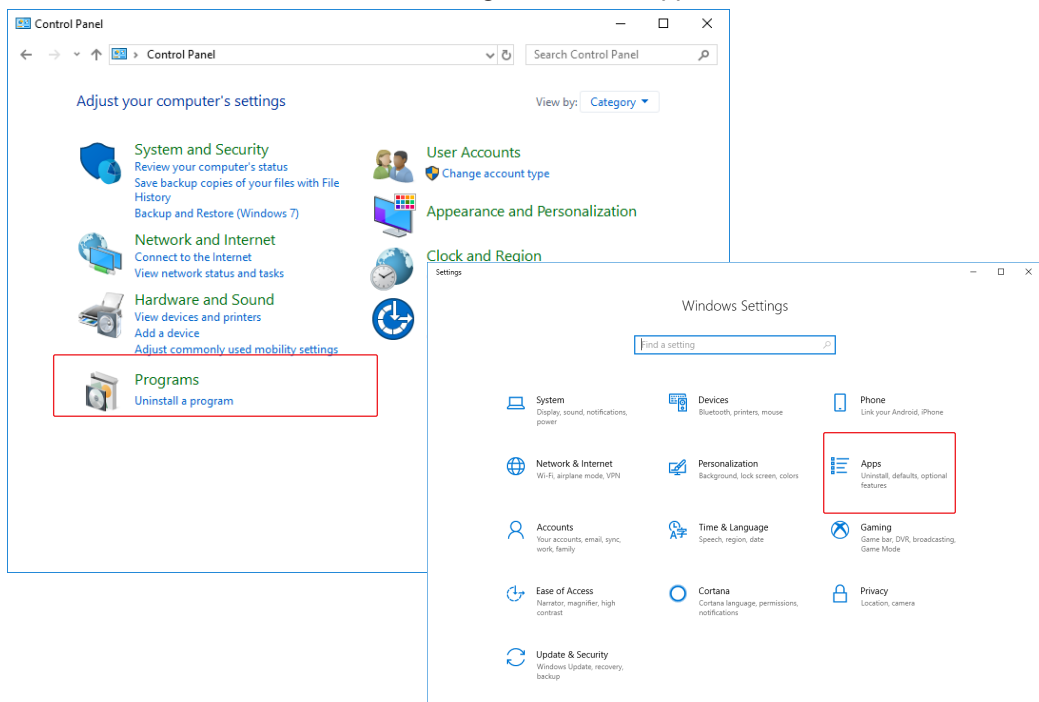 Control Panel
Control Panel
Search Control Panel
Adjust your computer's settings
View by: Category
System and Security
Review your computer's status
Save backup copies of your files with File
History
Backup and Restore (Windows 7)
Network and Internet
Connect to the Internet
View network status and tasks
Hardware and Sound
View devices and printers
Add a device
Adjust commonly used mobility settings
Programs
Uninstall a program
User Accounts
Change account type
Appearance and Personalization
Clock and Region
Settings
Windows Settings
Find a setting
System
Display, sound, notifications,
power
Devices
Bluetooth, printers, mouse
Phone
Link your Android, iPhone
Network & Internet
Wi-Fi, airplane mode, VPN
Personalization
Background, lock screen, colors
Apps
Uninstall, defaults, optional
features
Accounts
Your accounts, email, sync,
work, family
Time & Language
Speech, region, date
Gaming
Game bar, DVR, broadcasting,
Game Mode
Ease of Access
Narrator, magnifier, high
contrast
Cortana
Cortana language, permissions,
notifications
Privacy
Location, camera
Update & Security
Windows Update, recovery,
backup